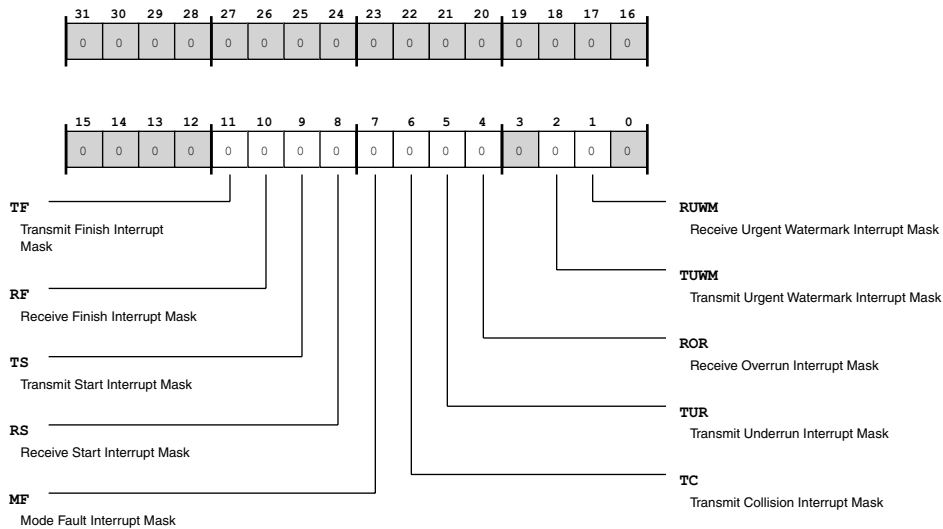 31 30 29 28 27 26 25 24 23 22 21 20 19 18 17 16
0 0 0 0 0 0 0 0 0 0 0 0 0 0 0 0
15 14 13 12 11 10 9 8 7 6 5 4 3 2 1 0
0 0 0 0 0 0 0 0 0 0 0 0 0 0 0 0
TF
Transmit Finish Interrupt
Mask
RF
Receive Finish Interrupt Mask
TS
Transmit Start Interrupt Mask
RS
Receive Start Interrupt Mask
MF
Mode Fault Interrupt Mask
RUWM
Receive Urgent Watermark Interrupt Mask
TUWM
Transmit Urgent Watermark Interrupt Mask
ROR
Receive Overrun Interrupt Mask
TUR
Transmit Underrun Interrupt Mask
TC
Transmit Collision Interrupt Mask